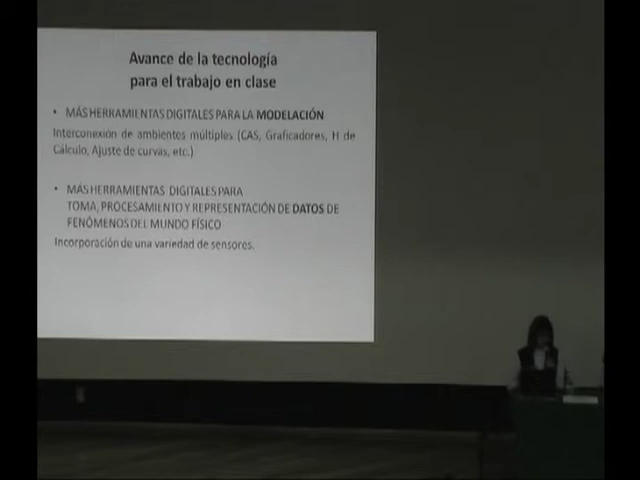 Avance de la tecnología
para el trabajo en clase
• MÁS HERRAMIENTAS DIGITALES PARA LA MODELACIÓN
Interconexión de ambientes múltiples (CAS, Graficadores, H de
Cálculo, Ajuste de curvas, etc.)
• MÁS HERRAMIENTAS DIGITALES PARA
TOMA, PROCESAMIENTO Y REPRESENTACIÓN DE DATOS DE
FENÓMENOS DEL MUNDO FÍSICO
Incorporación de una variedad de sensores.